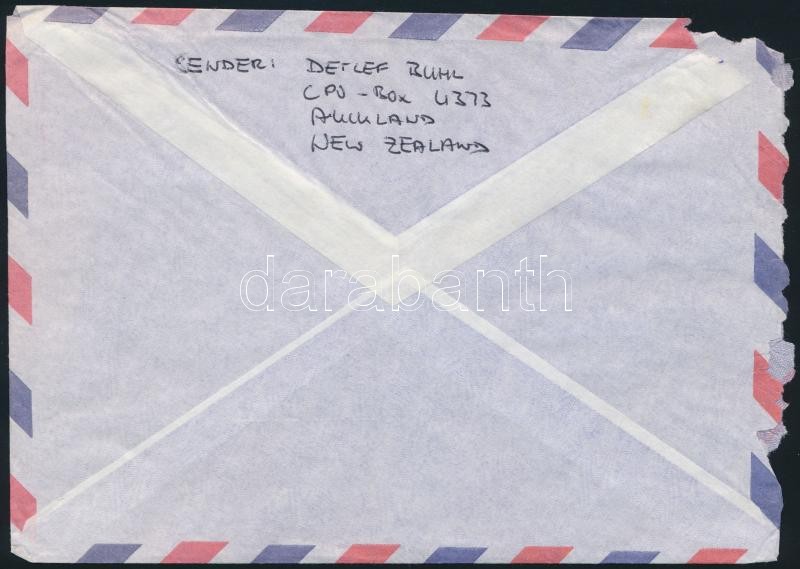 SENDER: DETLEF BUHL
CPO-BOX 4373
AUCKLAND
NEW ZEALAND
darabanth